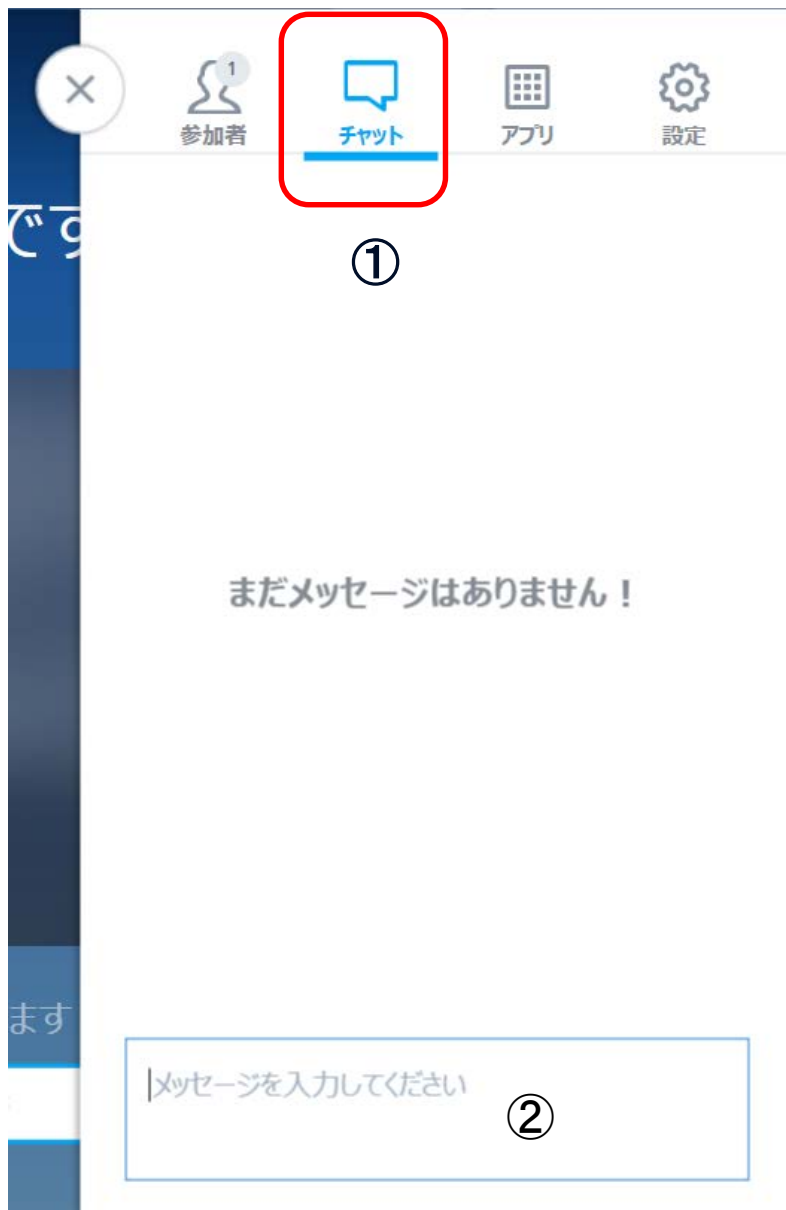 1
参加者
チャット
アプリ
設定
です
①
まだメッセージはありません！
ます
メッセージを入力してください
②